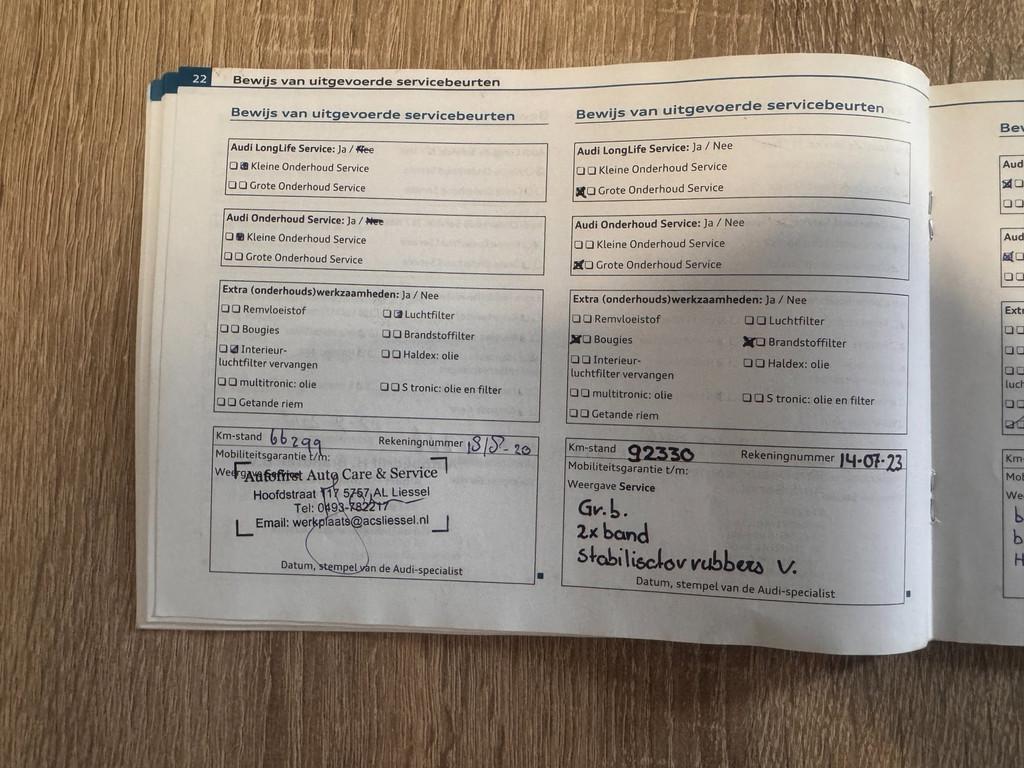 22 Bewijs van uitgevoerde servicebeurten
Bewijs van uitgevoerde servicebeurten
Audi LongLife Service: Ja / Nee
Kleine Onderhoud Service
Grote Onderhoud Service
Audi Onderhoud Service: Ja / Nee
Kleine Onderhoud Service
Grote Onderhoud Service
Extra (onderhouds)werkzaamheden: Ja / Nee
Remvloeistof Luchtfilter
Bougies Brandstoffilter
Interieur- Haldex: olie
luchtfilter vervangen
multitronic: olie S tronic: olie en filter
Getande riem
Km-stand 66299 Rekeningnummer
Mobiliteitsgarantie t/m:
Weergave Service
Autofirst Auto Care & Service
Hoofdstraat 117 5757 AL Liessel
Tel: 0493-782217
Email: werkplaats@acsliessel.nl
Datum, stempel van de Audi-specialist
Bewijs van uitgevoerde servicebeurten
Audi LongLife Service: Ja / Nee
Kleine Onderhoud Service
Grote Onderhoud Service
Audi Onderhoud Service: Ja / Nee
Kleine Onderhoud Service
Grote Onderhoud Service
Extra (onderhouds)werkzaamheden: Ja / Nee
Remvloeistof Luchtfilter
Bougies Brandstoffilter
Interieur- Haldex: olie
luchtfilter vervangen
multitronic: olie S tronic: olie en filter
Getande riem
Km-stand 92330 Rekeningnummer 14-07-23
Mobiliteitsgarantie t/m:
Weergave Service
Gr.b.
2x band
Stabilisator rubbers V.
Datum, stempel van de Audi-specialist